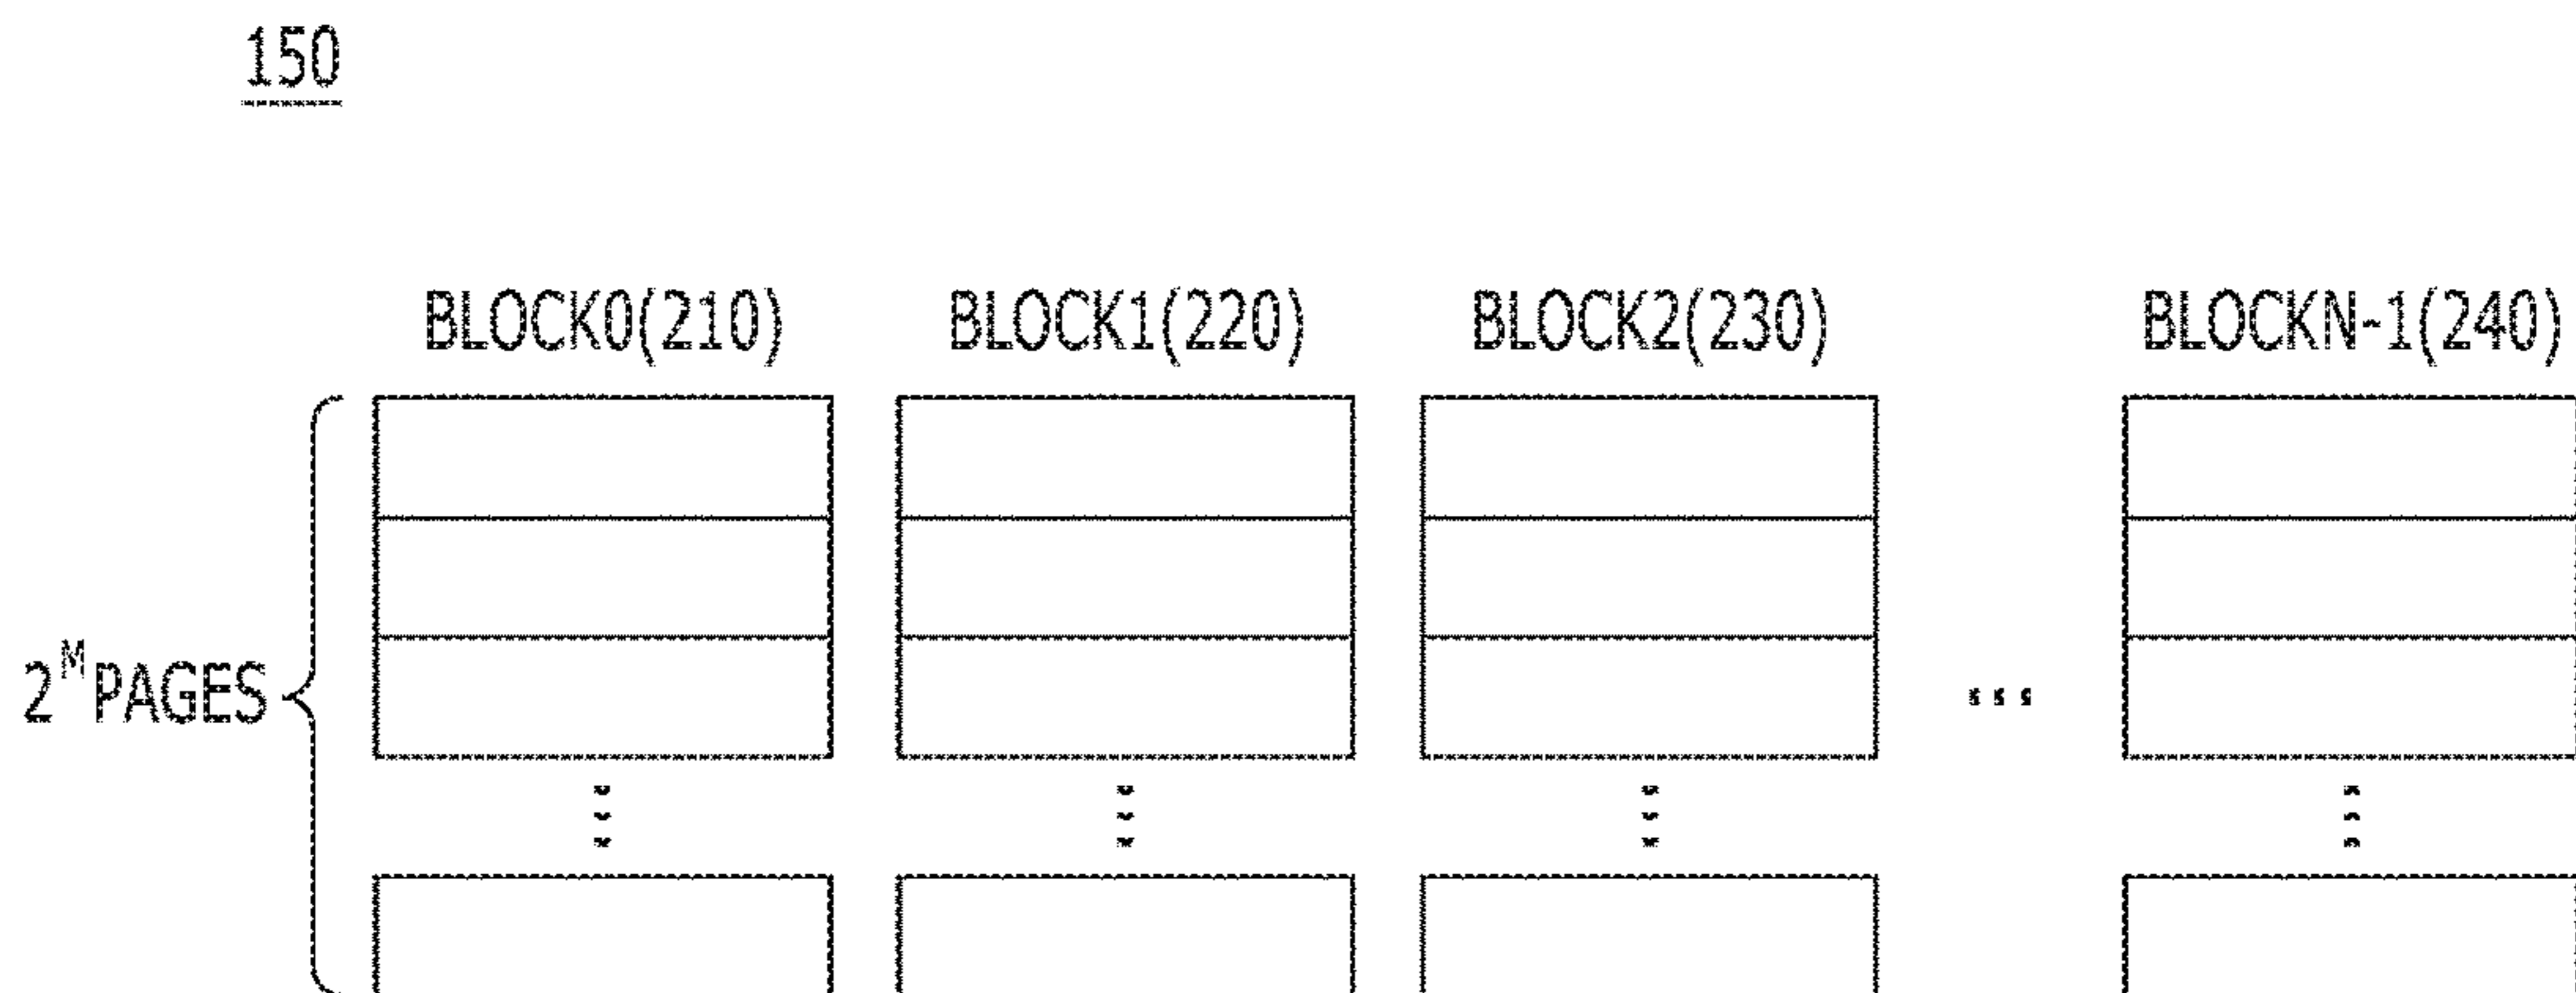 150
BLOCK0(210) BLOCK1(220) BLOCK2(230) BLOCKN-1(240)
2^M PAGES
...